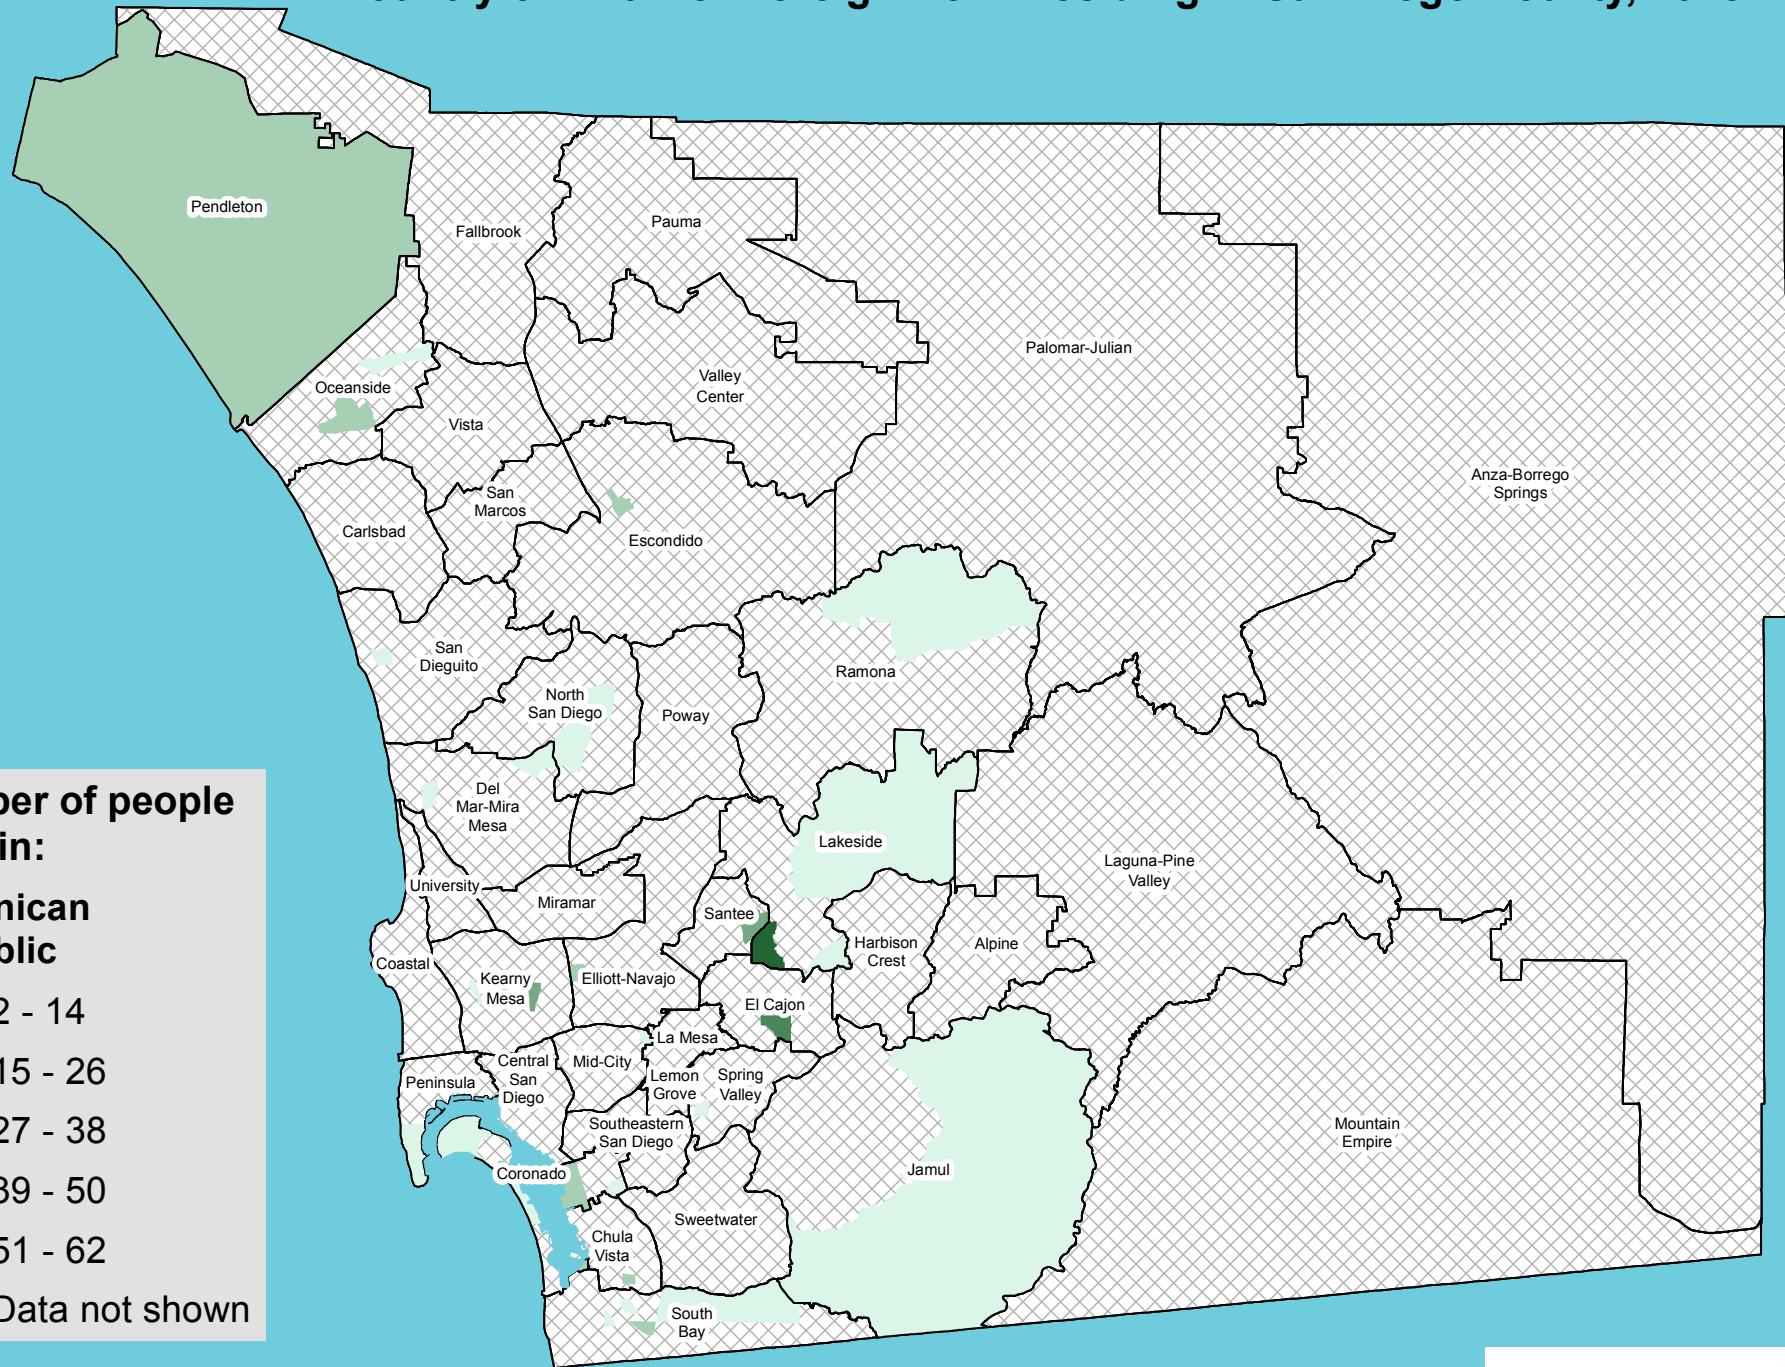 Pendleton
Fallbrook
Pauma
Palomar-Julian
Oceanside
Valley
Center
Vista
Anza-Borrego
Springs
San
Marcos
Carlsbad
Escondido
San
Dieguito
Ramona
North
San Diego
Poway
Del
Mar-Mira
Mesa
Lakeside
Laguna-Pine
Valley
University
Miramar
Santee
Harbison
Crest
Alpine
Coastal
Kearny
Mesa
Elliott-Navajo
El Cajon
La Mesa
Mid-City
Central
San
Diego
Peninsula
Lemon
Grove
Spring
Valley
Southeastern
San Diego
Mountain
Empire
Coronado
Jamul
Sweetwater
Chula
Vista
South
Bay
of people
in:
2 - 14
15 - 26
27 - 38
39 - 50
51 - 62
Data not shown